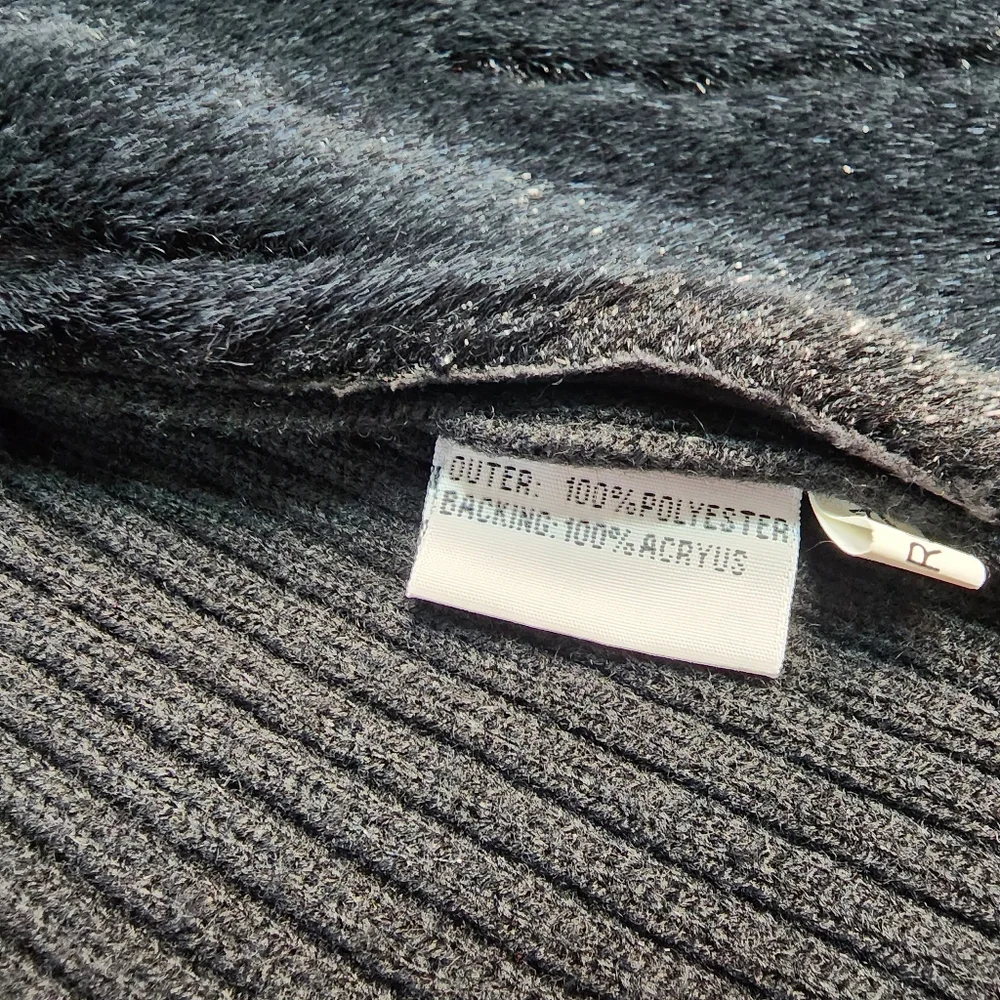 OUTER: 100%POLYESTER
BACKING:100%ACRYUS
R